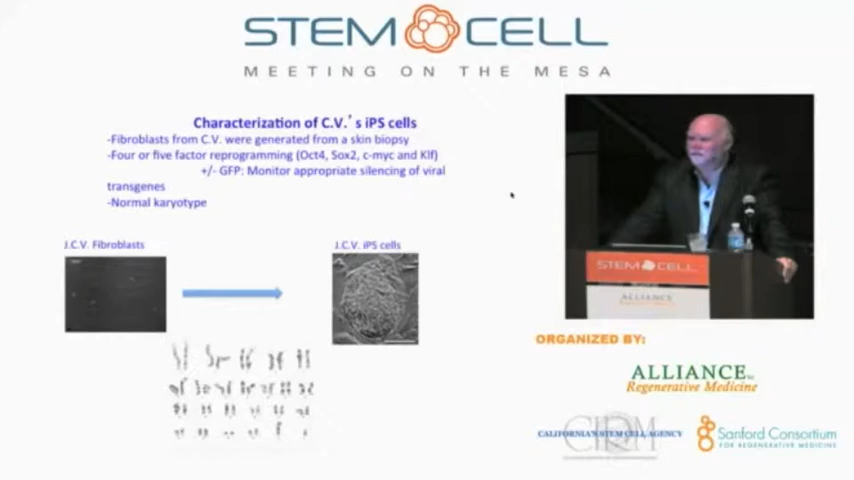 STEM CELL
MEETING ON THE MESA
Characterization of C.V.'s iPS cells
-Fibroblasts from C.V. were generated from a skin biopsy
-Four or five factor reprogramming (Oct4, Sox2, c-myc and Klf)
+/- GFP: Monitor appropriate silencing of viral
transgenes
-Normal karyotype
J.C.V. Fibroblasts
J.C.V. iPS cells
STEM CELL
ALLIANCE
ORGANIZED BY:
ALLIANCE for
Regenerative Medicine
CIRM
CALIFORNIA'S STEM CELL AGENCY
Sanford Consortium
FOR REGENERATIVE MEDICINE